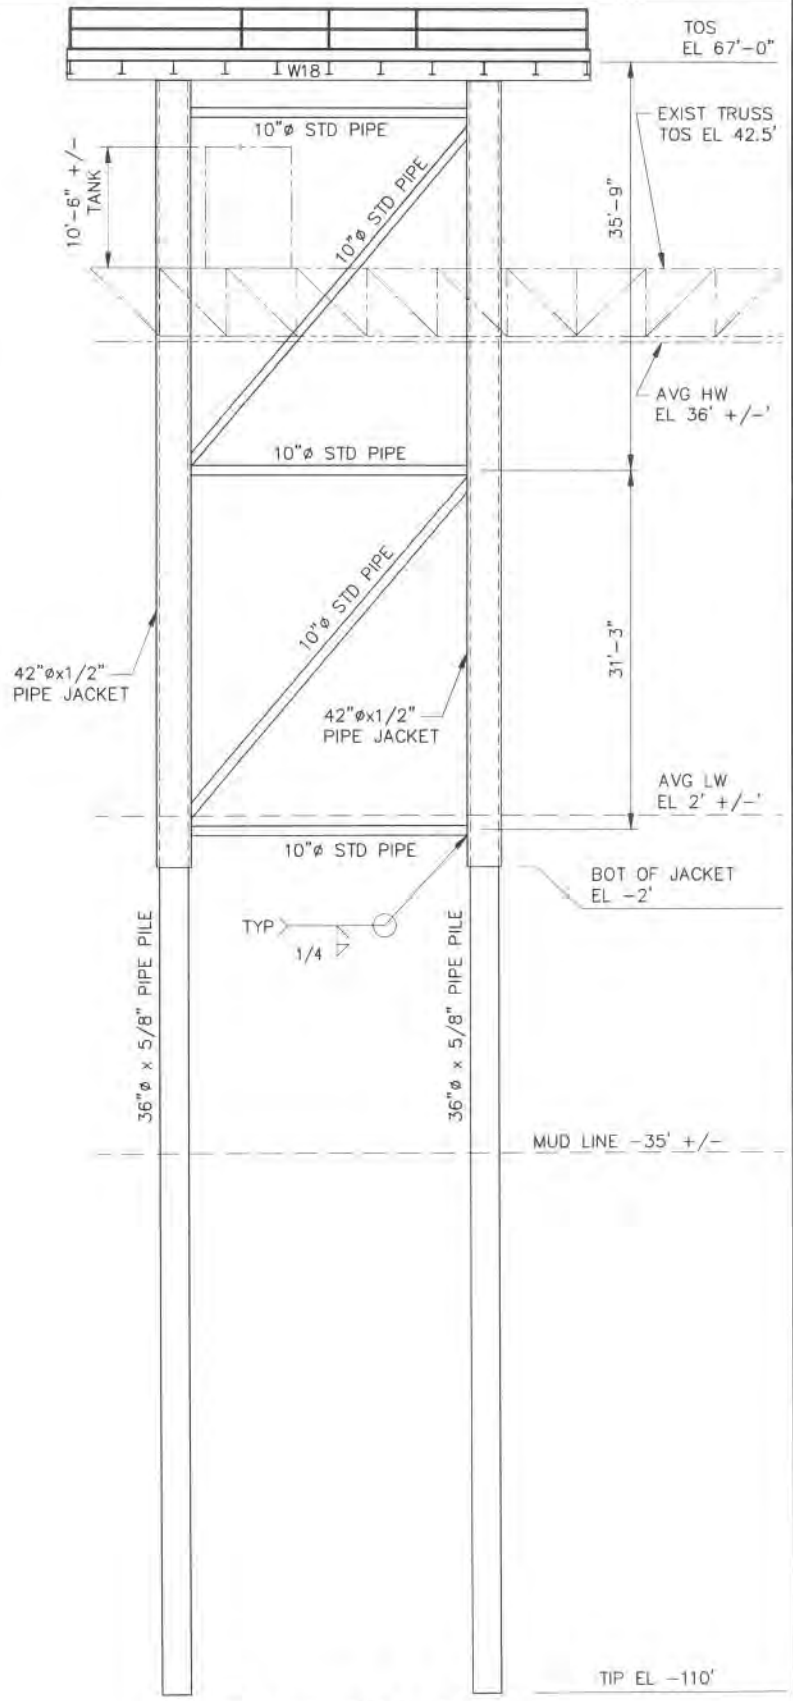 TOS
EL 67'-0"
W18
10"ø STD PIPE
EXIST TRUSS
TOS EL 42.5'
10'-6" +/-
TANK
10"ø STD PIPE
35'-9"
AVG HW
EL 36' +/-'
10"ø STD PIPE
10"ø STD PIPE
31'-3"
42"øx1/2"
PIPE JACKET
42"øx1/2"
PIPE JACKET
AVG LW
EL 2' +/-'
10"ø STD PIPE
BOT OF JACKET
EL -2'
TYP
1/4
36"ø x 5/8" PIPE PILE
36"ø x 5/8" PIPE PILE
MUD LINE -35' +/-
TIP EL -110'